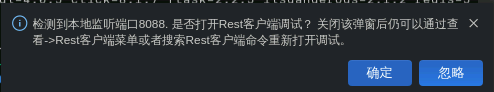 检测到本地监听端口8088. 是否打开Rest客户端调试？ 关闭该弹窗后仍可以通过查
看->Rest客户端菜单或者搜索Rest客户端命令重新打开调试。
确定 忽略